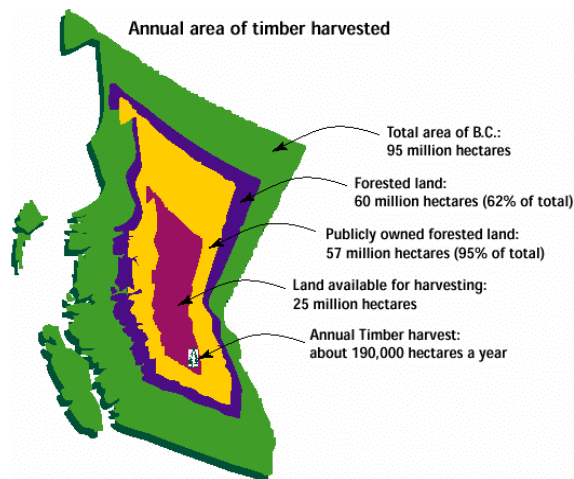 Annual area of timber harvested
Total area of B.C.:
95 million hectares
Forested land:
60 million hectares (62% of total)
Publicly owned forested land:
57 million hectares (95% of total)
Land available for harvesting:
25 million hectares
Annual Timber harvest:
about 190,000 hectares a year